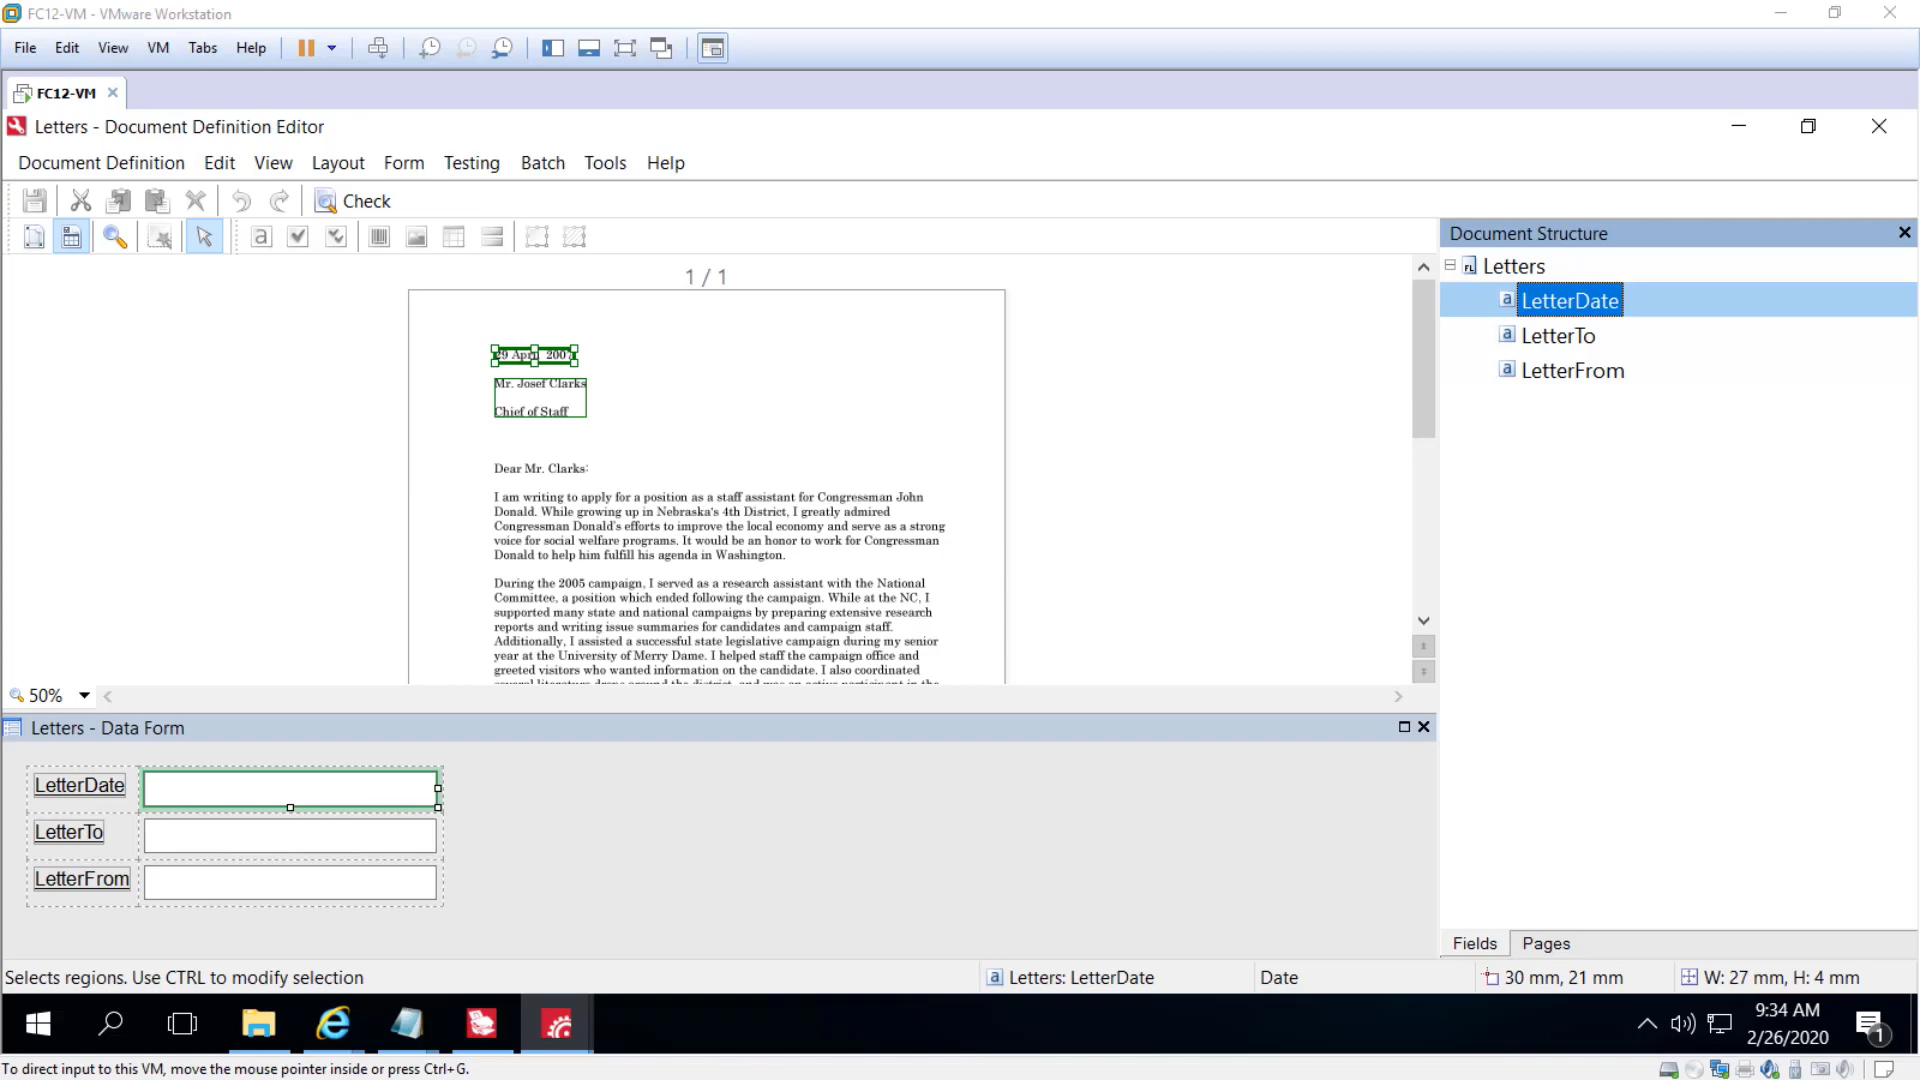 FC12-VM - VMware Workstation
File Edit View VM Tabs Help
FC12-VM
Letters - Document Definition Editor
Document Definition Edit View Layout Form Testing Batch Tools Help
Check
Document Structure
Letters
LetterDate
LetterTo
LetterFrom
1 / 1
29 April 2007
Mr. Josef Clarks
Chief of Staff
Dear Mr. Clarks:
I am writing to apply for a position as a staff assistant for Congressman John
Donald. While growing up in Nebraska's 4th District, I greatly admired
Congressman Donald's efforts to improve the local economy and serve as a strong
voice for social welfare programs. It would be an honor to work for Congressman
Donald to help him fulfill his agenda in Washington.
During the 2005 campaign, I served as a research assistant with the National
Committee, a position which ended following the campaign. While at the NC, I
supported many state and national campaigns by preparing extensive research
reports and writing issue summaries for candidates and campaign staff.
Additionally, I assisted a successful state legislative campaign during my senior
year at the University of Merry Dame. I helped staff the campaign office and
greeted visitors who wanted information on the candidate. I also coordinated
50%
Letters - Data Form
LetterDate
LetterTo
LetterFrom
Fields Pages
Selects regions. Use CTRL to modify selection
Letters: LetterDate
Date
30 mm, 21 mm
W: 27 mm, H: 4 mm
9:34 AM
2/26/2020
1
To direct input to this VM, move the mouse pointer inside or press Ctrl+G.